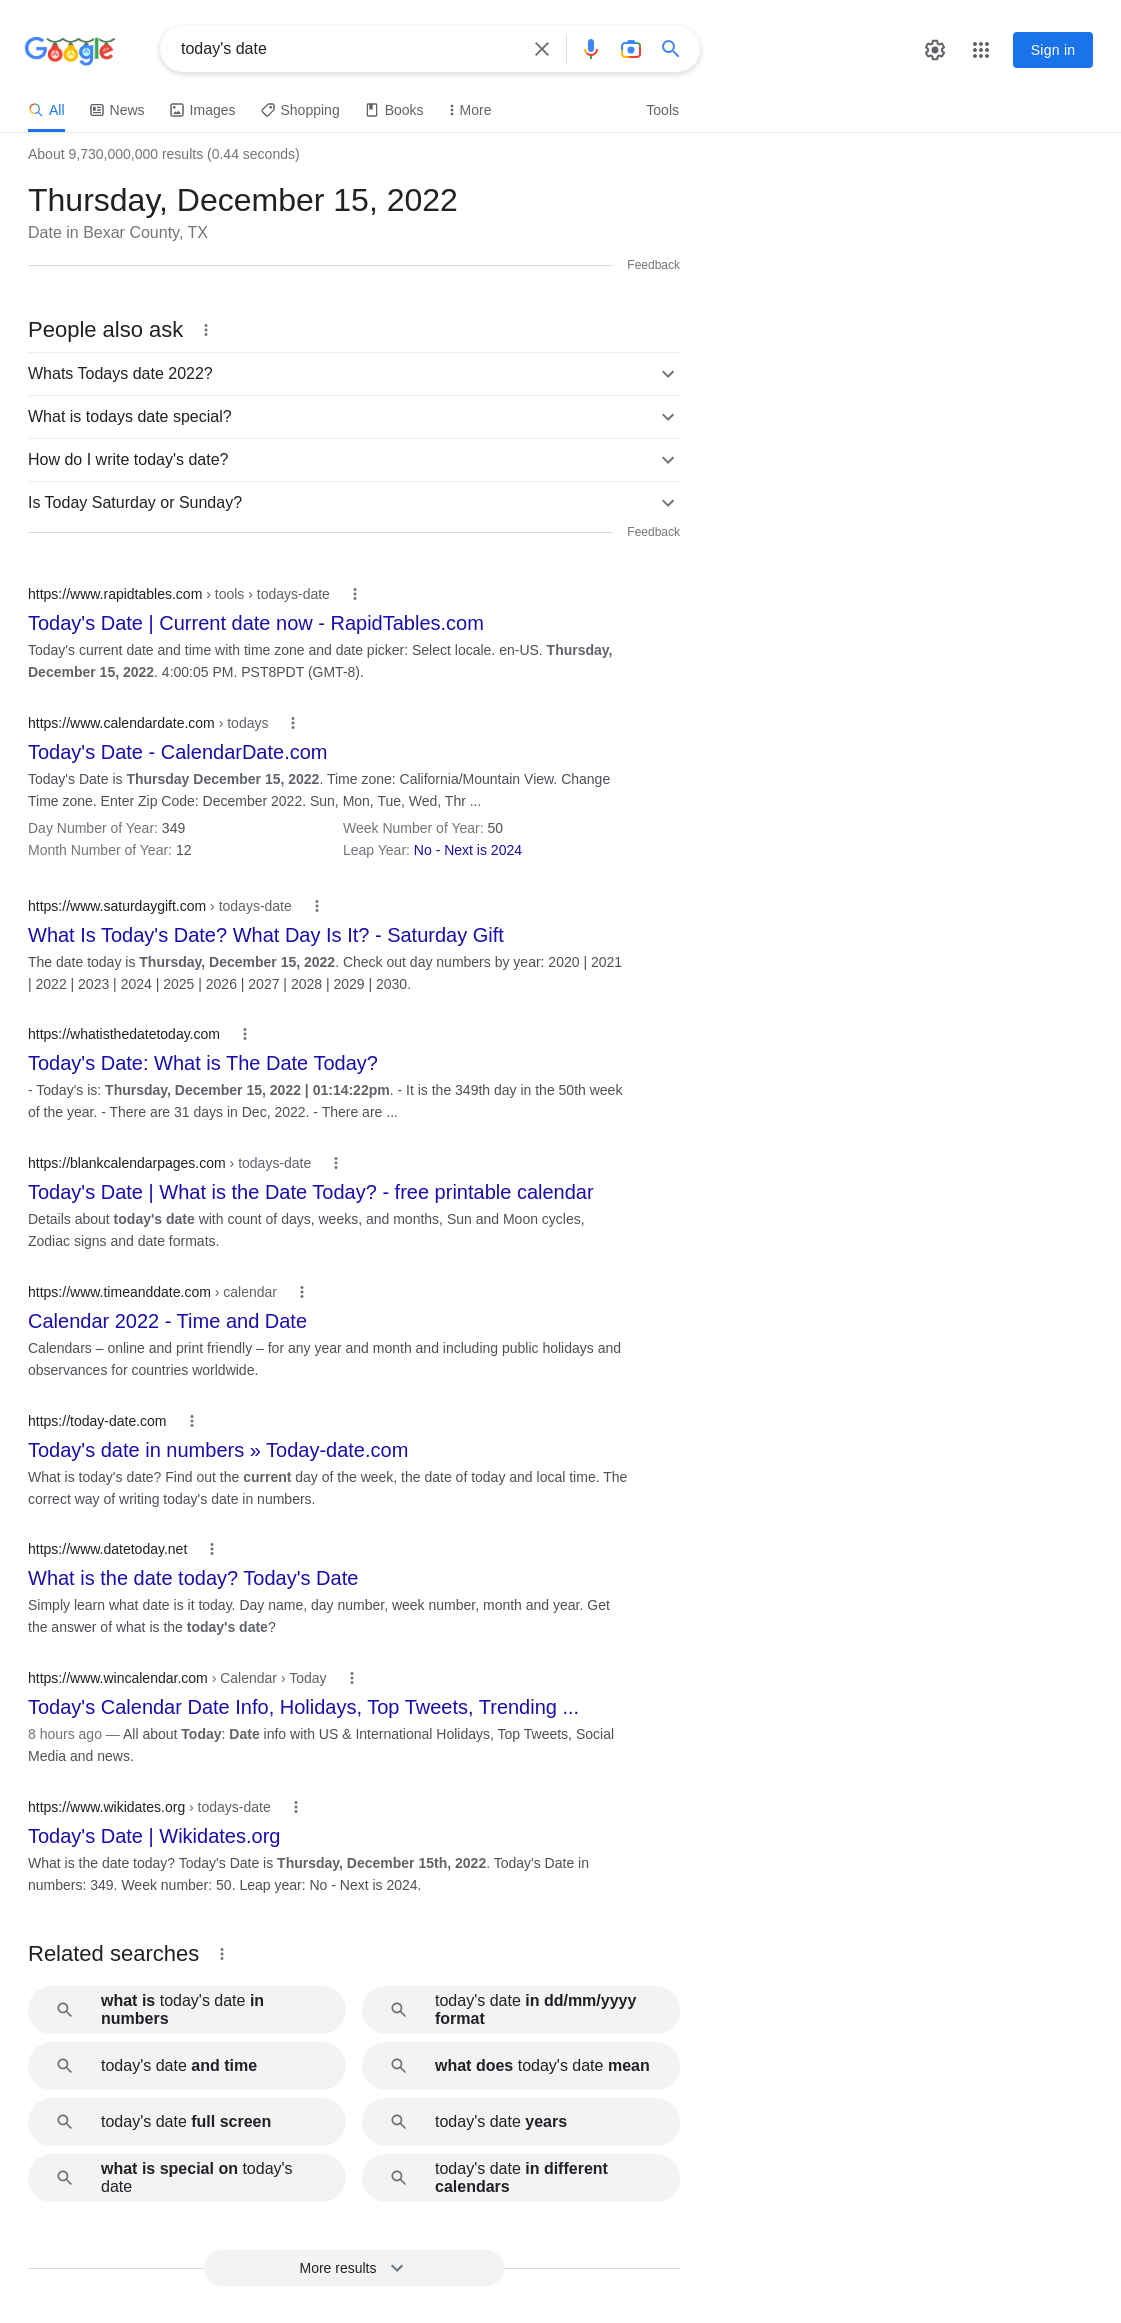 Google
today's date
Sign in
All
News
Images
Shopping
Books
More
Tools
About 9,730,000,000 results (0.44 seconds)
Thursday, December 15, 2022
Date in Bexar County, TX
Feedback
People also ask
Whats Todays date 2022?
What is todays date special?
How do I write today's date?
Is Today Saturday or Sunday?
Feedback
https://www.rapidtables.com › tools › todays-date
Today's Date | Current date now - RapidTables.com
Today's current date and time with time zone and date picker: Select locale. en-US. Thursday,
December 15, 2022. 4:00:05 PM. PST8PDT (GMT-8).
https://www.calendardate.com › todays
Today's Date - CalendarDate.com
Today's Date is Thursday December 15, 2022. Time zone: California/Mountain View. Change
Time zone. Enter Zip Code: December 2022. Sun, Mon, Tue, Wed, Thr ...
Day Number of Year: 349 Week Number of Year: 50
Month Number of Year: 12 Leap Year: No - Next is 2024
https://www.saturdaygift.com › todays-date
What Is Today's Date? What Day Is It? - Saturday Gift
The date today is Thursday, December 15, 2022. Check out day numbers by year: 2020 | 2021
| 2022 | 2023 | 2024 | 2025 | 2026 | 2027 | 2028 | 2029 | 2030.
https://whatisthedatetoday.com
Today's Date: What is The Date Today?
- Today's is: Thursday, December 15, 2022 | 01:14:22pm. - It is the 349th day in the 50th week
of the year. - There are 31 days in Dec, 2022. - There are ...
https://blankcalendarpages.com › todays-date
Today's Date | What is the Date Today? - free printable calendar
Details about today's date with count of days, weeks, and months, Sun and Moon cycles,
Zodiac signs and date formats.
https://www.timeanddate.com › calendar
Calendar 2022 - Time and Date
Calendars – online and print friendly – for any year and month and including public holidays and
observances for countries worldwide.
https://today-date.com
Today's date in numbers » Today-date.com
What is today's date? Find out the current day of the week, the date of today and local time. The
correct way of writing today's date in numbers.
https://www.datetoday.net
What is the date today? Today's Date
Simply learn what date is it today. Day name, day number, week number, month and year. Get
the answer of what is the today's date?
https://www.wincalendar.com › Calendar › Today
Today's Calendar Date Info, Holidays, Top Tweets, Trending ...
8 hours ago — All about Today: Date info with US & International Holidays, Top Tweets, Social
Media and news.
https://www.wikidates.org › todays-date
Today's Date | Wikidates.org
What is the date today? Today's Date is Thursday, December 15th, 2022. Today's Date in
numbers: 349. Week number: 50. Leap year: No - Next is 2024.
Related searches
what is today's date in
numbers
today's date in dd/mm/yyyy
format
today's date and time
what does today's date mean
today's date full screen
today's date years
what is special on today's
date
today's date in different
calendars
More results